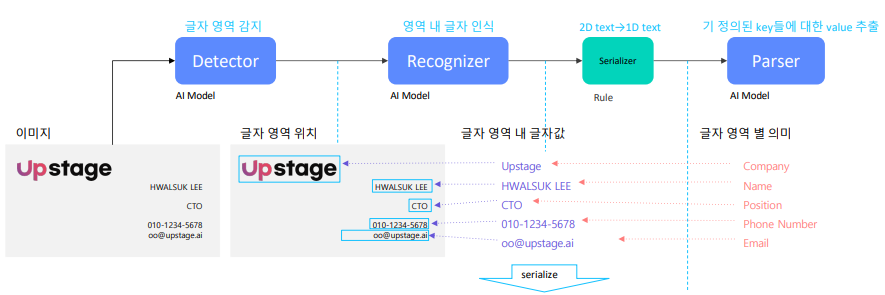 글자 영역 감지
영역 내 글자 인식
2D text→1D text
기 정의된 key들에 대한 value 추출
Detector
Recognizer
Serializer
Parser
AI Model
AI Model
Rule
AI Model
이미지
글자 영역 위치
글자 영역 내 글자값
글자 영역 별 의미
Upstage
HWALSUK LEE
CTO
010-1234-5678
oo@upstage.ai
Upstage
HWALSUK LEE
CTO
010-1234-5678
oo@upstage.ai
Upstage
HWALSUK LEE
CTO
010-1234-5678
oo@upstage.ai
Company
Name
Position
Phone Number
Email
serialize